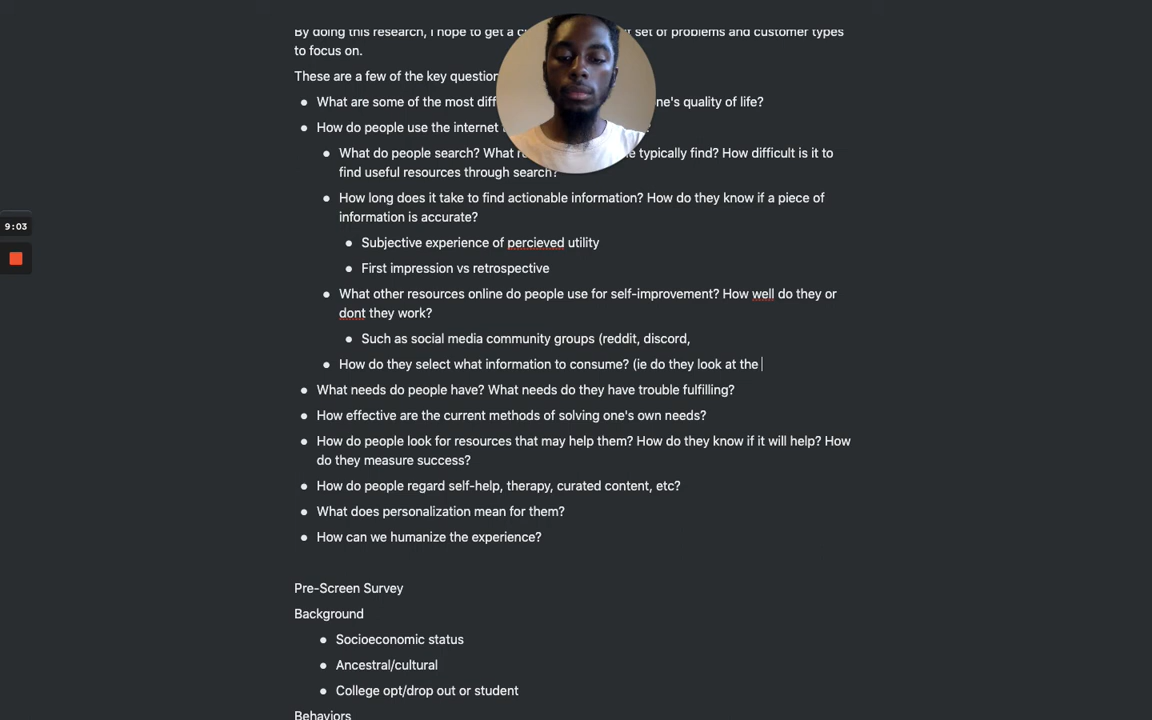 By doing this research, I hope to get a set of problems and customer types
to focus on.
These are a few of the key
What are some of the most one's quality of life?
How do people use the internet
What do people search? What typically find? How difficult is it to
find useful resources through search?
How long does it take to find actionable information? How do they know if a piece of
information is accurate?
Subjective experience of percieved utility
First impression vs retrospective
What other resources online do people use for self-improvement? How well do they or
dont they work?
Such as social media community groups (reddit, discord,
How do they select what information to consume? (ie do they look at the
What needs do people have? What needs do they have trouble fulfilling?
How effective are the current methods of solving one's own needs?
How do people look for resources that may help them? How do they know if it will help? How
do they measure success?
How do people regard self-help, therapy, curated content, etc?
What does personalization mean for them?
How can we humanize the experience?
9:03
Pre-Screen Survey
Background
Socioeconomic status
Ancestral/cultural
College opt/drop out or student
Behaviors